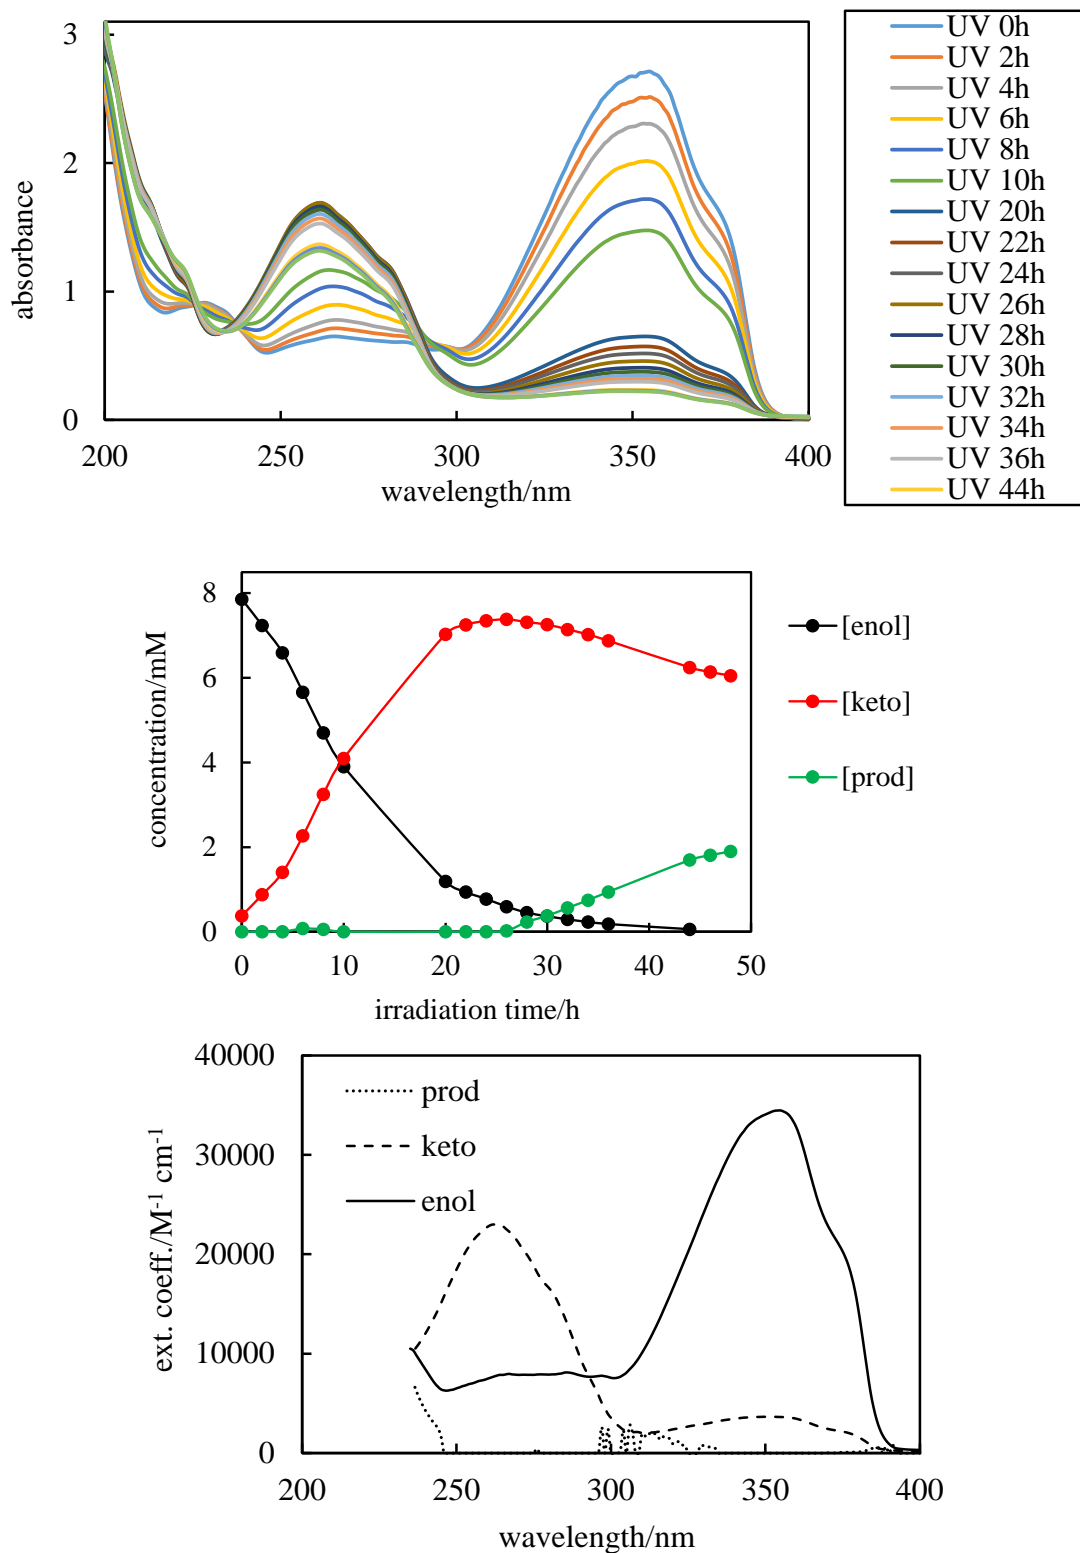 3
2
1
0
200
250
300
350
400
absorbance
wavelength/nm
UV 0h
UV 2h
UV 4h
UV 6h
UV 8h
UV 10h
UV 20h
UV 22h
UV 24h
UV 26h
UV 28h
UV 30h
UV 32h
UV 34h
UV 36h
UV 44h
8
6
4
2
0
0
10
20
30
40
50
concentration/mM
irradiation time/h
[enol]
[keto]
[prod]
40000
30000
20000
10000
0
200
250
300
350
400
ext. coeff./M⁻¹ cm⁻¹
wavelength/nm
prod
keto
enol